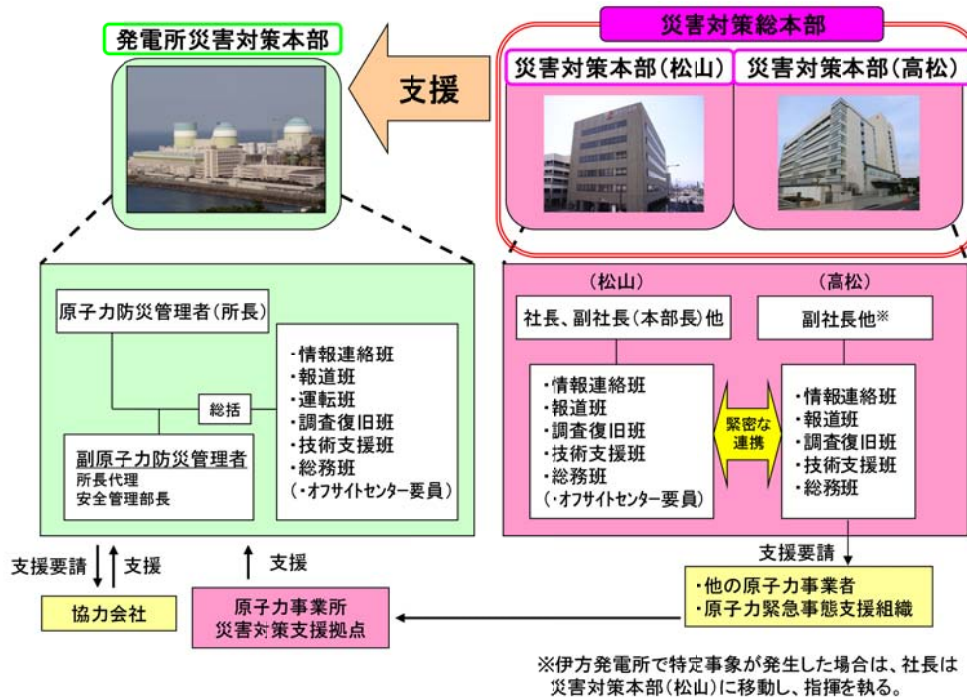 災害対策総本部
発電所災害対策本部
支援
災害対策本部(松山)
災害対策本部(高松)
原子力防災管理者(所長)
総括
副原子力防災管理者
所長代理
安全管理部長
・情報連絡班
・報道班
・運転班
・調査復旧班
・技術支援班
・総務班
(・オフサイトセンター要員)
(松山)
社長、副社長(本部長)他
・情報連絡班
・報道班
・調査復旧班
・技術支援班
・総務班
(・オフサイトセンター要員)
緊密な
連携
(高松)
副社長他※
・情報連絡班
・報道班
・調査復旧班
・技術支援班
・総務班
支援要請
支援
協力会社
支援
原子力事業所
災害対策支援拠点
支援要請
・他の原子力事業者
・原子力緊急事態支援組織
※伊方発電所で特定事象が発生した場合は、社長は
災害対策本部(松山)に移動し、指揮を執る。